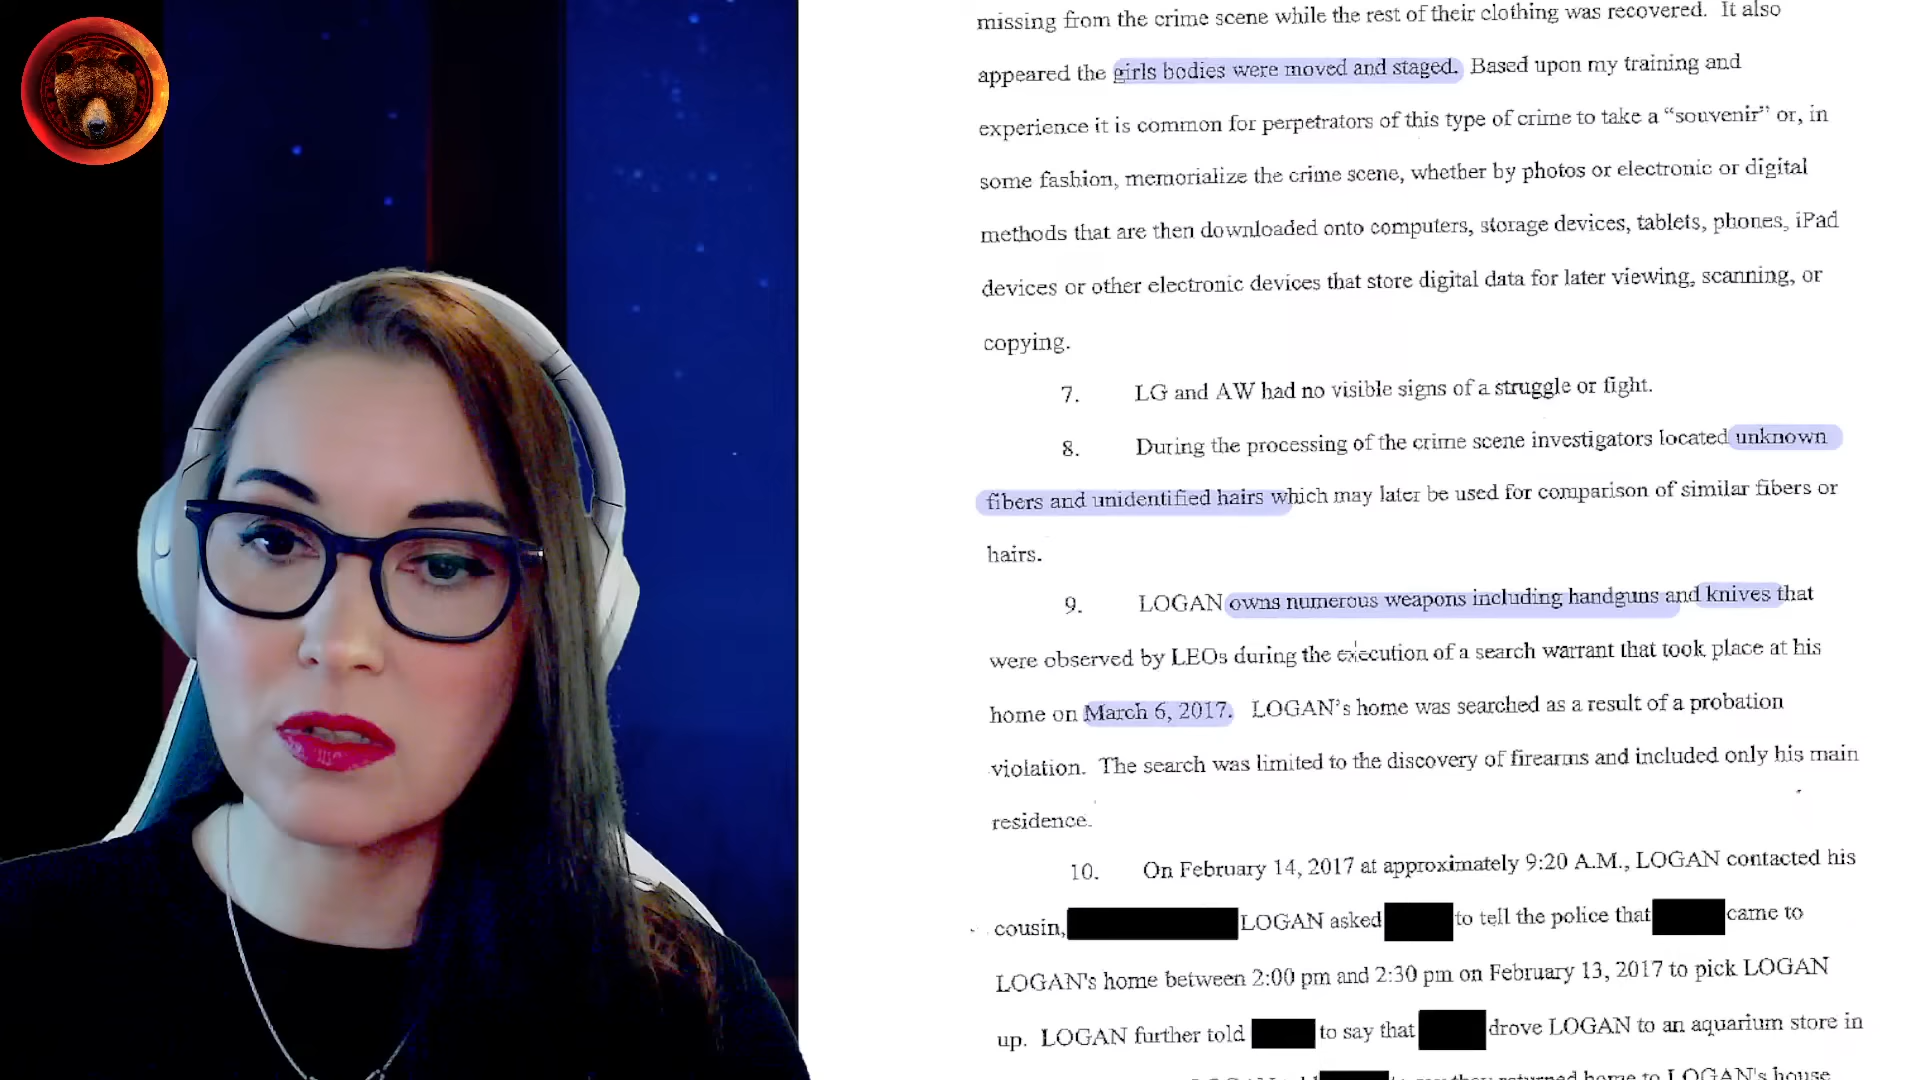 missing from the crime scene while the rest of their clothing was recovered. It also
appeared the girls bodies were moved and staged. Based upon my training and
experience it is common for perpetrators of this type of crime to take a “souvenir” or, in
some fashion, memorialize the crime scene, whether by photos or electronic or digital
methods that are then downloaded onto computers, storage devices, tablets, phones, iPad
devices or other electronic devices that store digital data for later viewing, scanning, or
copying.
7. LG and AW had no visible signs of a struggle or fight.
8. During the processing of the crime scene investigators located unknown
fibers and unidentified hairs which may later be used for comparison of similar fibers or
hairs.
9. LOGAN owns numerous weapons including handguns and knives that
were observed by LEOs during the execution of a search warrant that took place at his
home on March 6, 2017. LOGAN's home was searched as a result of a probation
violation. The search was limited to the discovery of firearms and included only his main
residence.
10. On February 14, 2017 at approximately 9:20 A.M., LOGAN contacted his
cousin, LOGAN asked to tell the police that came to
LOGAN's home between 2:00 pm and 2:30 pm on February 13, 2017 to pick LOGAN
up. LOGAN further told to say that drove LOGAN to an aquarium store in
they returned home to LOGAN's house